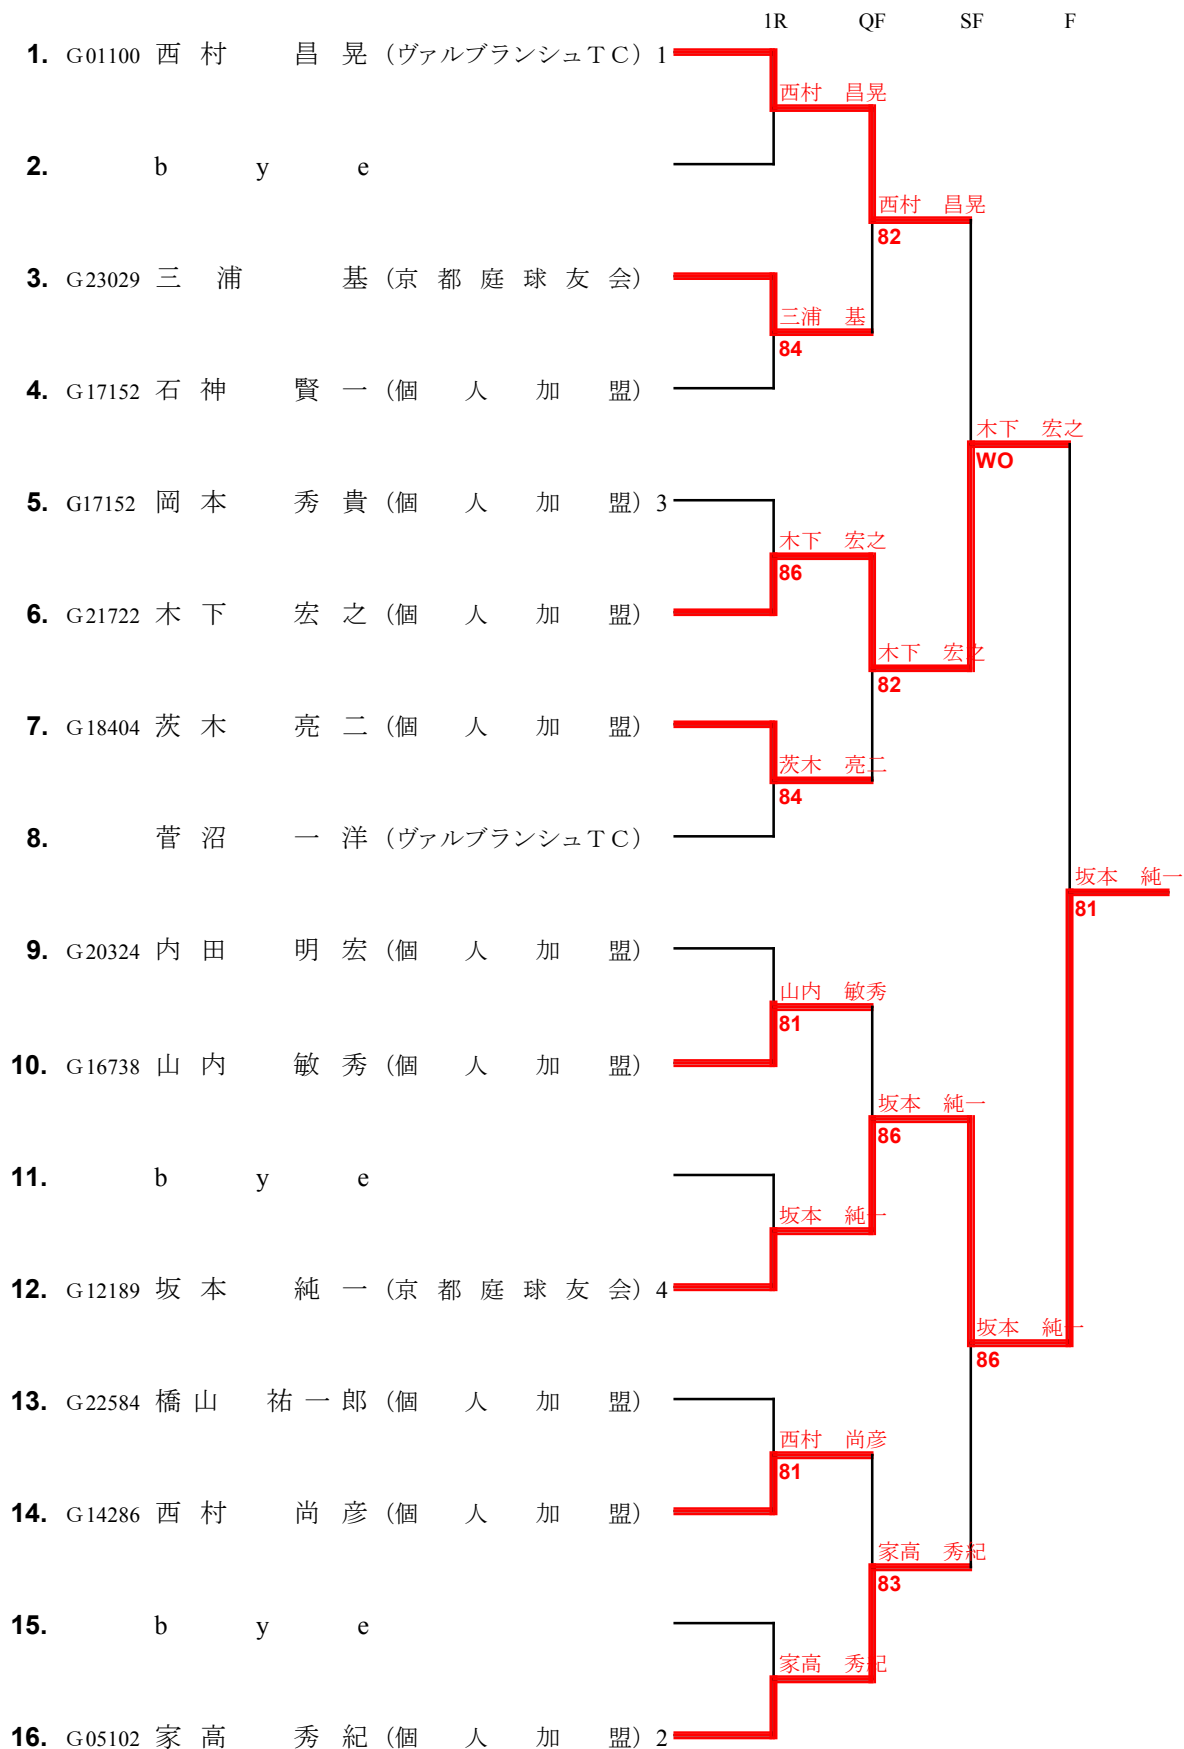 1R QF SF F
1. G01100 西村 昌晃 (ヴァルブランシュTC) 1
西村 昌晃
2. bye
西村 昌晃
82
3. G23029 三浦 基 (京都庭球友会)
三浦 基
84
4. G17152 石神 賢一 (個人加盟)
木下 宏之
WO
5. G17152 岡本 秀貴 (個人加盟) 3
木下 宏之
86
6. G21722 木下 宏之 (個人加盟)
木下 宏之
82
7. G18404 茨木 亮二 (個人加盟)
茨木 亮二
84
8. 菅沼 一洋 (ヴァルブランシュTC)
坂本 純一
81
9. G20324 内田 明宏 (個人加盟)
山内 敏秀
81
10. G16738 山内 敏秀 (個人加盟)
坂本 純一
86
11. bye
坂本 純一
12. G12189 坂本 純一 (京都庭球友会) 4
坂本 純一
86
13. G22584 橋山 祐一郎 (個人加盟)
西村 尚彦
81
14. G14286 西村 尚彦 (個人加盟)
家高 秀紀
83
15. bye
家高 秀紀
16. G05102 家高 秀紀 (個人加盟) 2